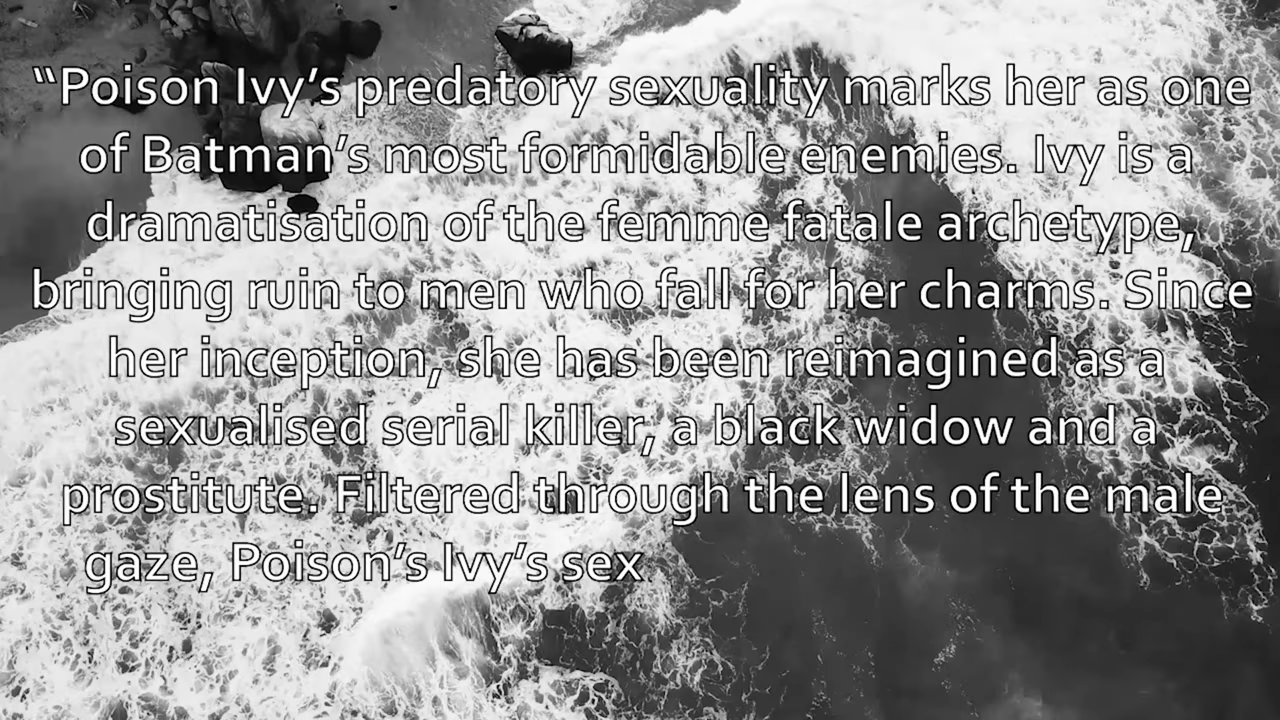 “Poison Ivy’s predatory sexuality marks her as one
of Batman’s most formidable enemies. Ivy is a
dramatisation of the femme fatale archetype,
bringing ruin to men who fall for her charms. Since
her inception, she has been reimagined as a
sexualised serial killer, a black widow and a
prostitute. Filtered through the lens of the male
gaze, Poison’s Ivy’s sex